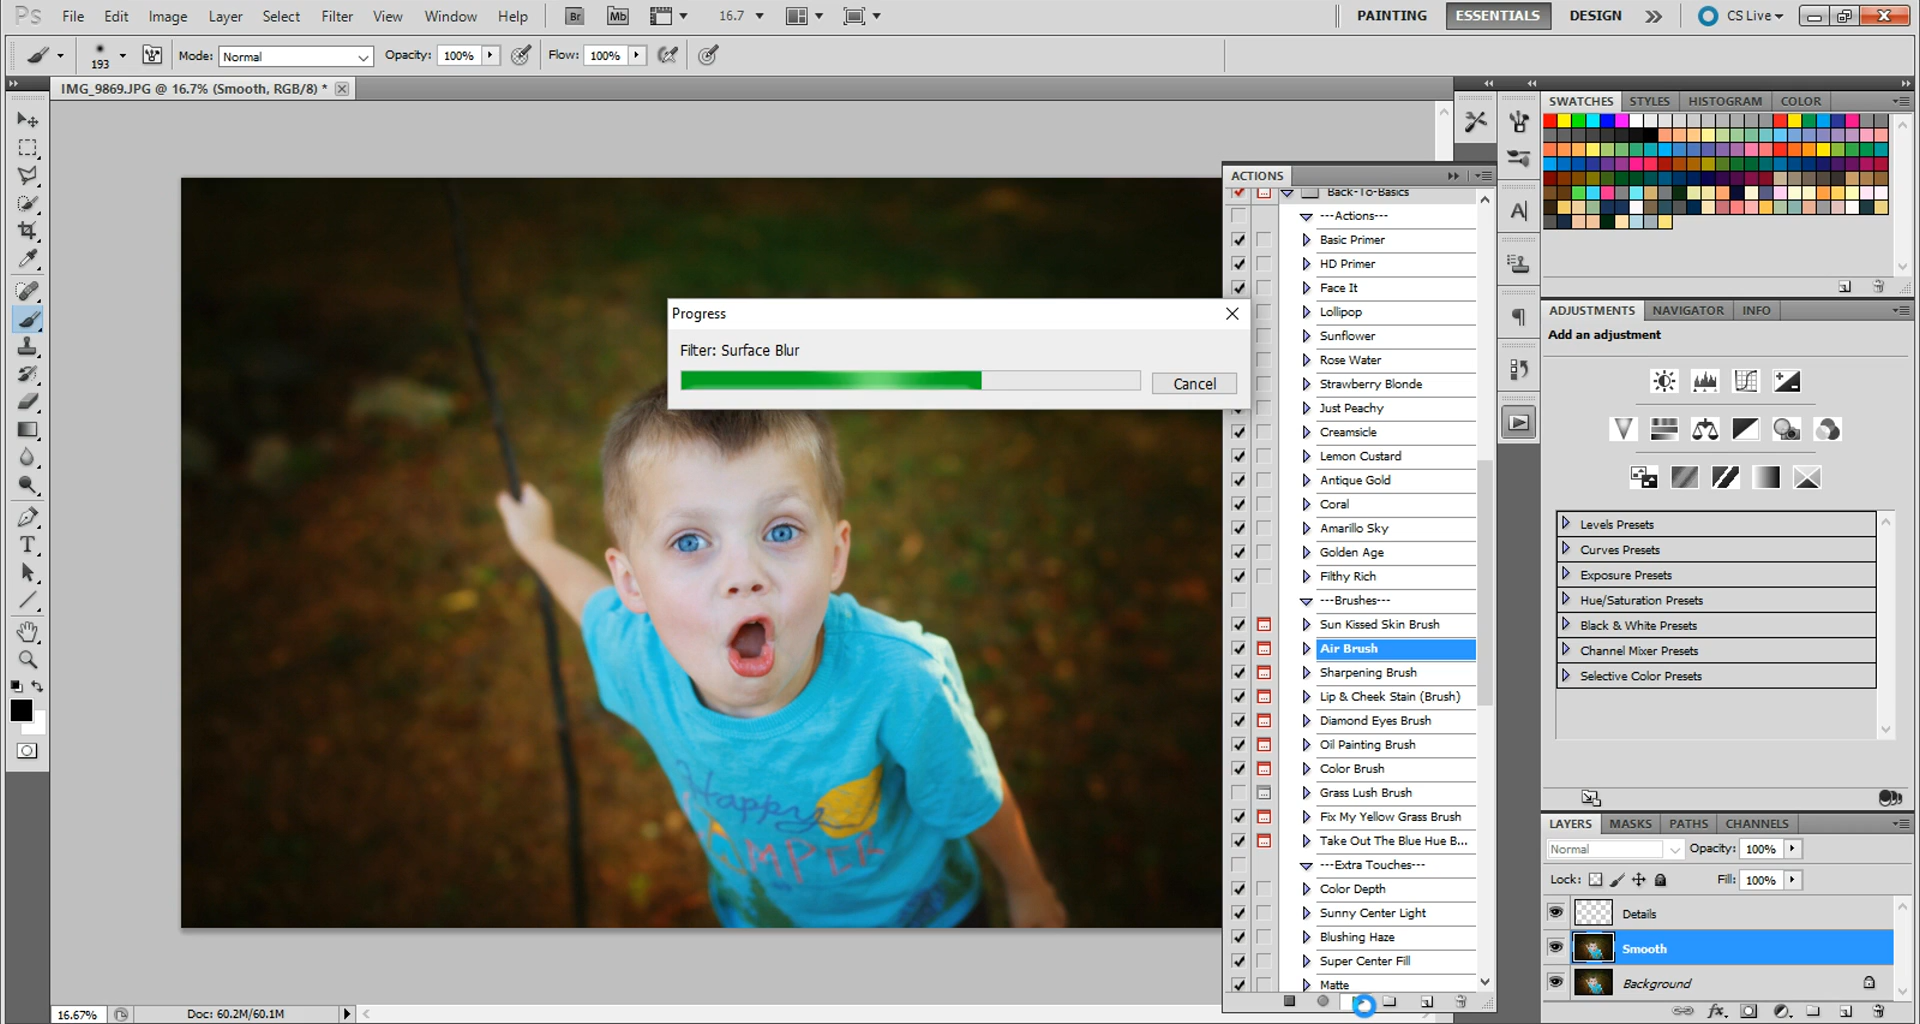 Ps File Edit Image Layer Select Filter View Window Help Br Mb 16.7 PAINTING ESSENTIALS DESIGN CS Live
193 Mode: Normal Opacity: 100% Flow: 100%
IMG_9869.JPG @ 16.7% (Smooth, RGB/8) *
SWATCHES STYLES HISTOGRAM COLOR
ACTIONS
Back-To-Basics
---Actions---
Basic Primer
HD Primer
Face It
Lollipop
Sunflower
Rose Water
Strawberry Blonde
Just Peachy
Creamsicle
Lemon Custard
Antique Gold
Coral
Amarillo Sky
Golden Age
Filthy Rich
---Brushes---
Sun Kissed Skin Brush
Air Brush
Sharpening Brush
Lip & Cheek Stain (Brush)
Diamond Eyes Brush
Oil Painting Brush
Color Brush
Grass Lush Brush
Fix My Yellow Grass Brush
Take Out The Blue Hue B...
---Extra Touches---
Color Depth
Sunny Center Light
Blushing Haze
Super Center Fill
Matte
Progress
Filter: Surface Blur
Cancel
Happy
CAMPER
ADJUSTMENTS NAVIGATOR INFO
Add an adjustment
Levels Presets
Curves Presets
Exposure Presets
Hue/Saturation Presets
Black & White Presets
Channel Mixer Presets
Selective Color Presets
LAYERS MASKS PATHS CHANNELS
Normal Opacity: 100%
Lock: Fill: 100%
Details
Smooth
Background
16.67% Doc: 60.2M/60.1M